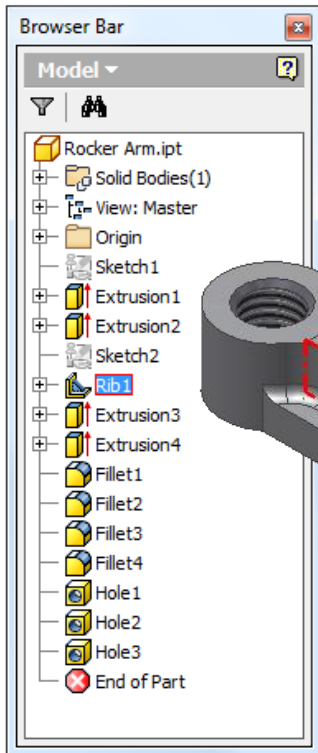 Browser Bar
Model
Rocker Arm.ipt
Solid Bodies(1)
View: Master
Origin
Sketch1
Extrusion1
Extrusion2
Sketch2
Rib1
Extrusion3
Extrusion4
Fillet1
Fillet2
Fillet3
Fillet4
Hole1
Hole2
Hole3
End of Part